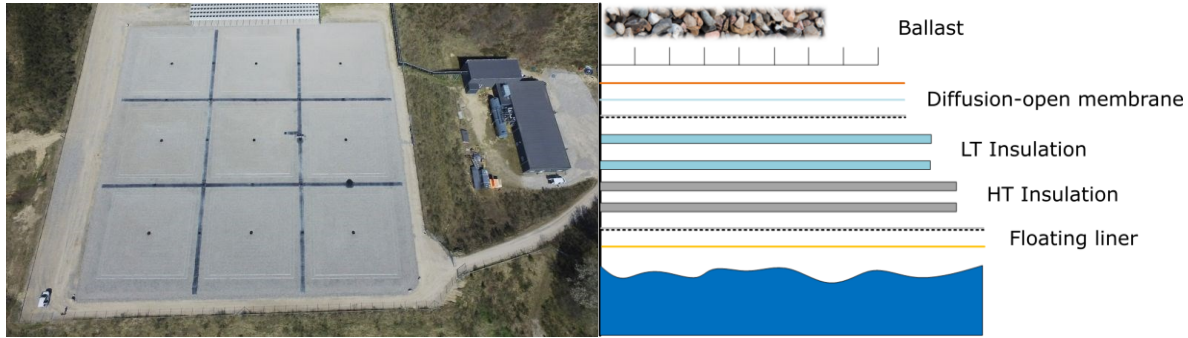 Ballast
Diffusion-open membrane
LT Insulation
HT Insulation
Floating liner